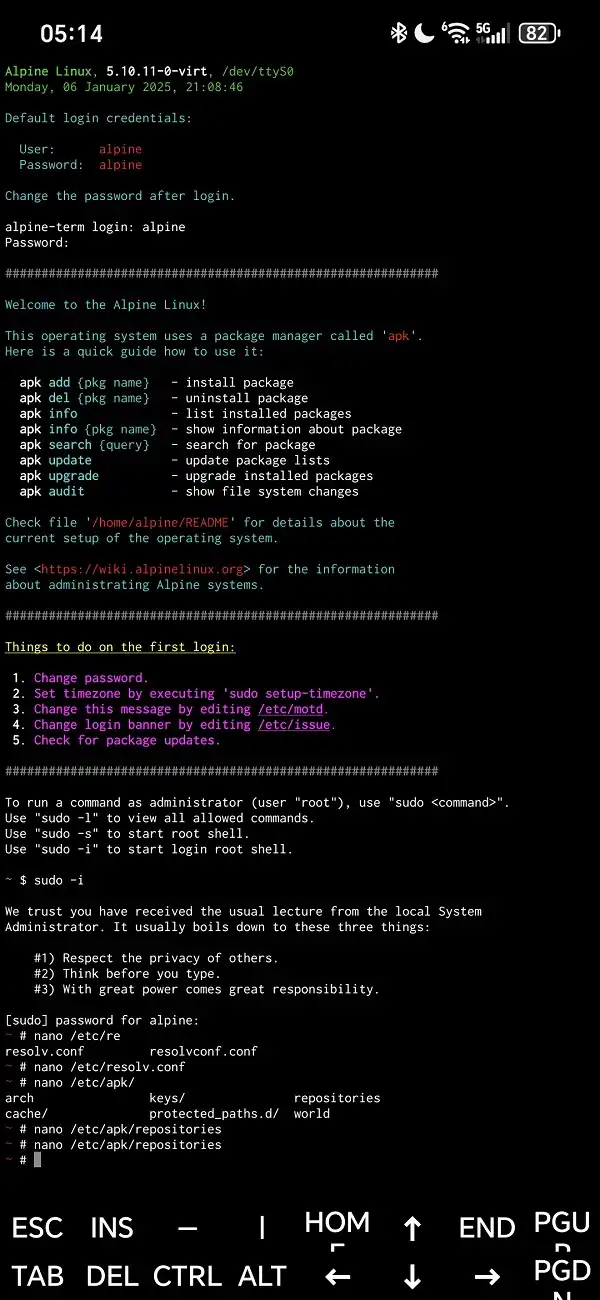 05:14 6 5G 82
Alpine Linux, 5.10.11-0-virt, /dev/ttyS0
Monday, 06 January 2025, 21:08:46
Default login credentials:
User: alpine
Password: alpine
Change the password after login.
alpine-term login: alpine
Password:
############################################################
Welcome to the Alpine Linux!
This operating system uses a package manager called 'apk'.
Here is a quick guide how to use it:
apk add {pkg name} - install package
apk del {pkg name} - uninstall package
apk info - list installed packages
apk info {pkg name} - show information about package
apk search {query} - search for package
apk update - update package lists
apk upgrade - upgrade installed packages
apk audit - show file system changes
Check file '/home/alpine/README' for details about the
current setup of the operating system.
See <https://wiki.alpinelinux.org> for the information
about administrating Alpine systems.
############################################################
Things to do on the first login:
1. Change password.
2. Set timezone by executing 'sudo setup-timezone'.
3. Change this message by editing /etc/motd.
4. Change login banner by editing /etc/issue.
5. Check for package updates.
############################################################
To run a command as administrator (user "root"), use "sudo <command>".
Use "sudo -l" to view all allowed commands.
Use "sudo -s" to start root shell.
Use "sudo -i" to start login root shell.
~ $ sudo -i
We trust you have received the usual lecture from the local System
Administrator. It usually boils down to these three things:
#1) Respect the privacy of others.
#2) Think before you type.
#3) With great power comes great responsibility.
[sudo] password for alpine:
~ # nano /etc/re
resolv.conf resolvconf.conf
~ # nano /etc/resolv.conf
~ # nano /etc/apk/
arch keys/ repositories
cache/ protected_paths.d/ world
~ # nano /etc/apk/repositories
~ # nano /etc/apk/repositories
~ #
ESC INS — | HOME ↑ END PGUP
TAB DEL CTRL ALT ← ↓ → PGDN